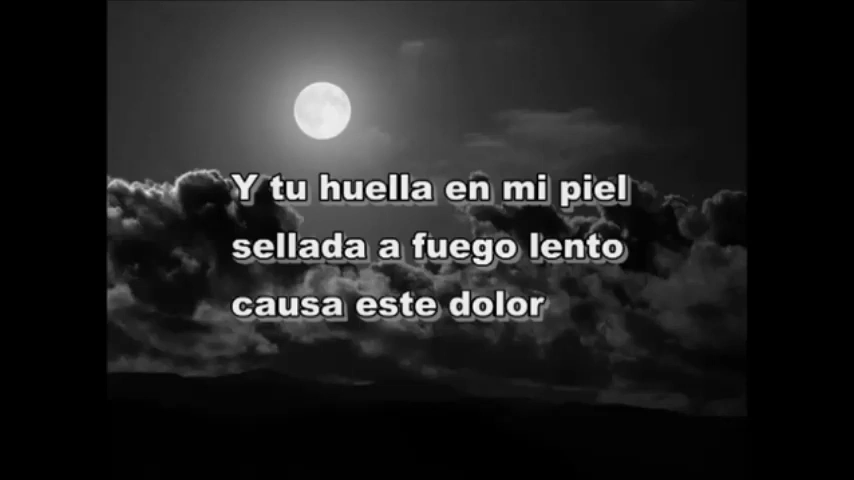 Y tu huella en mi piel
sellada a fuego lento
causa este dolor